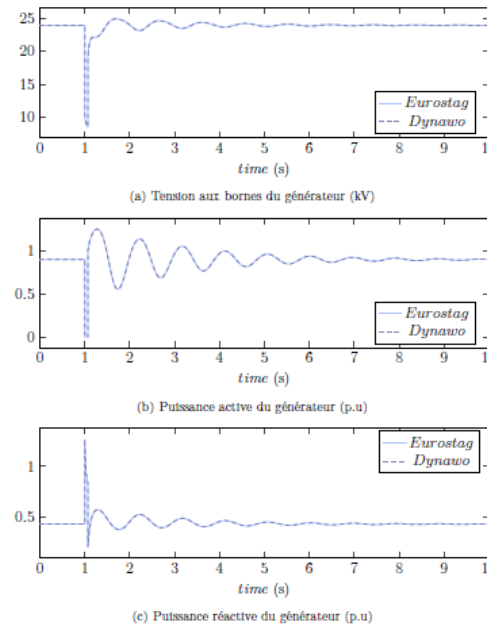 25
20
15
10
Eurostag
Dynawo
0 1 2 3 4 5 6 7 8 9 10
time (s)
(a) Tension aux bornes du générateur (kV)
1
0.5
0
Eurostag
Dynawo
0 1 2 3 4 5 6 7 8 9 1
time (s)
(b) Puissance active du générateur (p.u)
1
0.5
Eurostag
Dynawo
0 1 2 3 4 5 6 7 8 9 1
time (s)
(c) Puissance réactive du générateur (p.u)